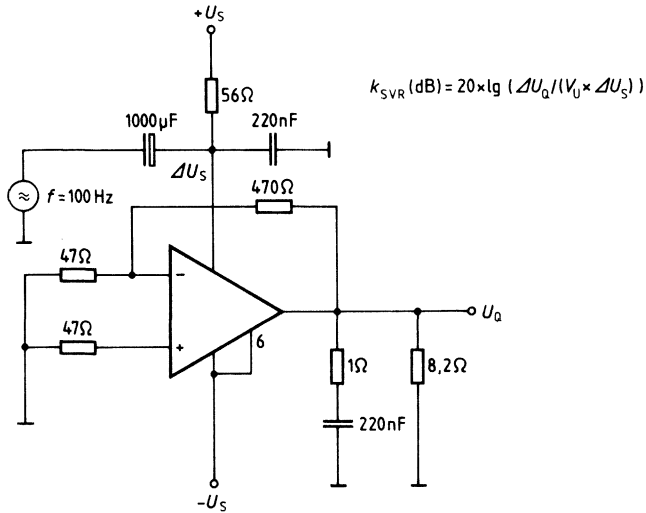 +U_S
56Ω
k_SVR (dB) = 20×lg (ΔU_Q/(V_U × ΔU_S))
1000µF
220nF
ΔU_S
f = 100 Hz
470Ω
47Ω
−
47Ω
+
6
U_Q
1Ω
8,2Ω
220nF
−U_S